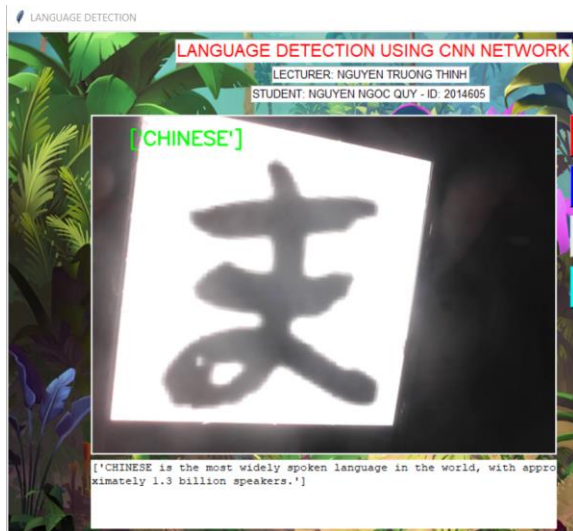 LANGUAGE DETECTION
LANGUAGE DETECTION USING CNN NETWORK
LECTURER: NGUYEN TRUONG THINH
STUDENT: NGUYEN NGOC QUY - ID: 2014605
['CHINESE']
ま
['CHINESE is the most widely spoken language in the world, with appro
ximately 1.3 billion speakers.']